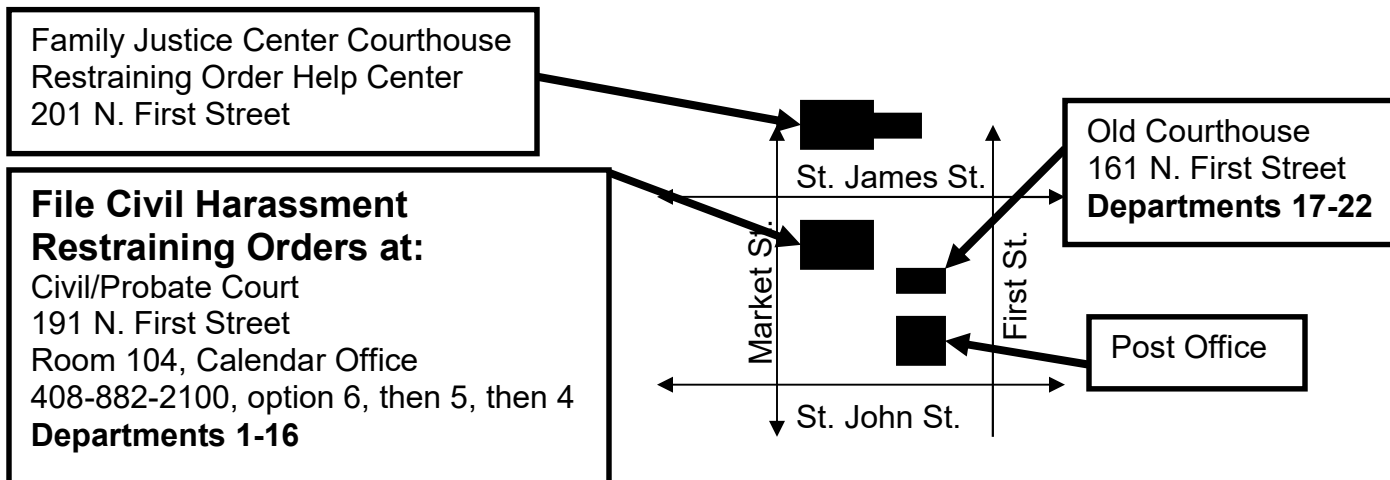 Family Justice Center Courthouse
Restraining Order Help Center
201 N. First Street
File Civil Harassment
Restraining Orders at:
Civil/Probate Court
191 N. First Street
Room 104, Calendar Office
408-882-2100, option 6, then 5, then 4
Departments 1-16
St. James St.
Market St.
First St.
St. John St.
Old Courthouse
161 N. First Street
Departments 17-22
Post Office